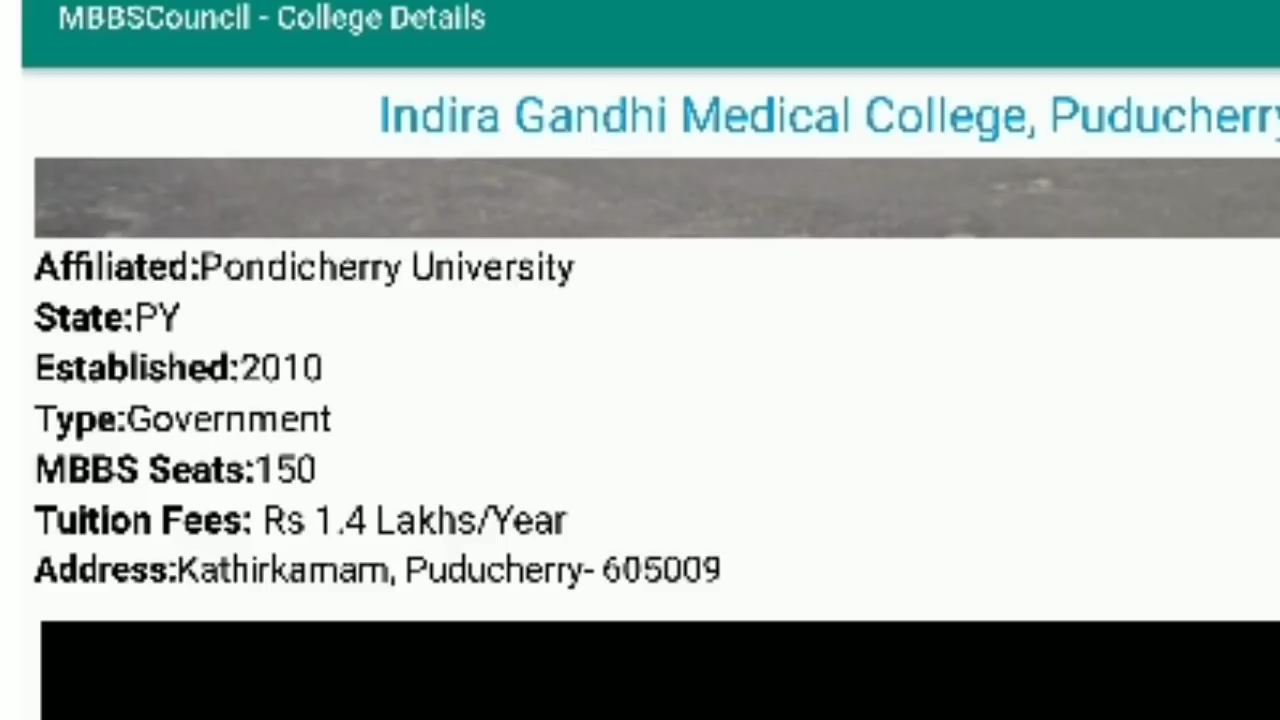 MBBSCouncil - College Details
Indira Gandhi Medical College, Puducherry
Affiliated:Pondicherry University
State:PY
Established:2010
Type:Government
MBBS Seats:150
Tuition Fees: Rs 1.4 Lakhs/Year
Address:Kathirkamam, Puducherry- 605009